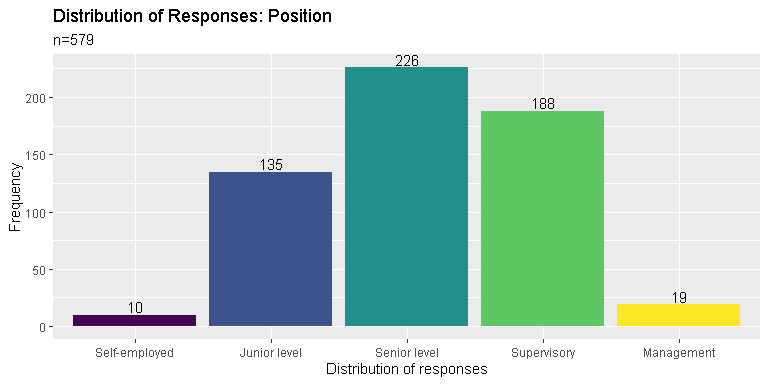 Distribution of Responses: Position
n=579
Frequency
200
150
100
50
0
10
135
226
188
19
Self-employed
Junior level
Senior level
Supervisory
Management
Distribution of responses